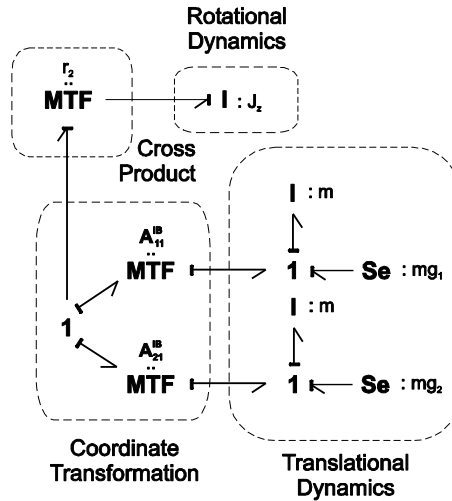 Rotational
Dynamics
r₂
MTF
I : J_z
Cross
Product
I : m
A₁₁ᴵᴮ
MTF
1
Se : mg₁
I : m
1
A₂₁ᴵᴮ
MTF
1
Se : mg₂
Coordinate
Transformation
Translational
Dynamics